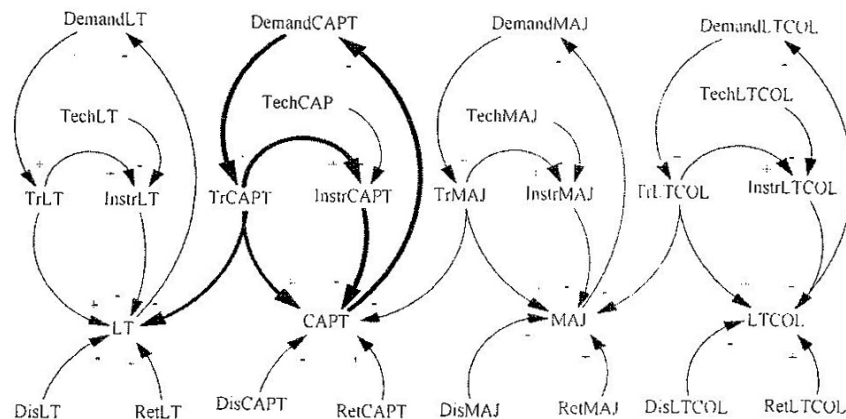 DemandLT DemandCAPT DemandMAJ DemandLTCOL
TechLT TechCAP TechMAJ TechLTCOL
TrLT InstrLT TrCAPT InstrCAPT TrMAJ InstrMAJ TrLTCOL InstrLTCOL
LT CAPT MAJ LTCOL
DisLT RetLT DisCAPT RetCAPT DisMAJ RetMAJ DisLTCOL RetLTCOL